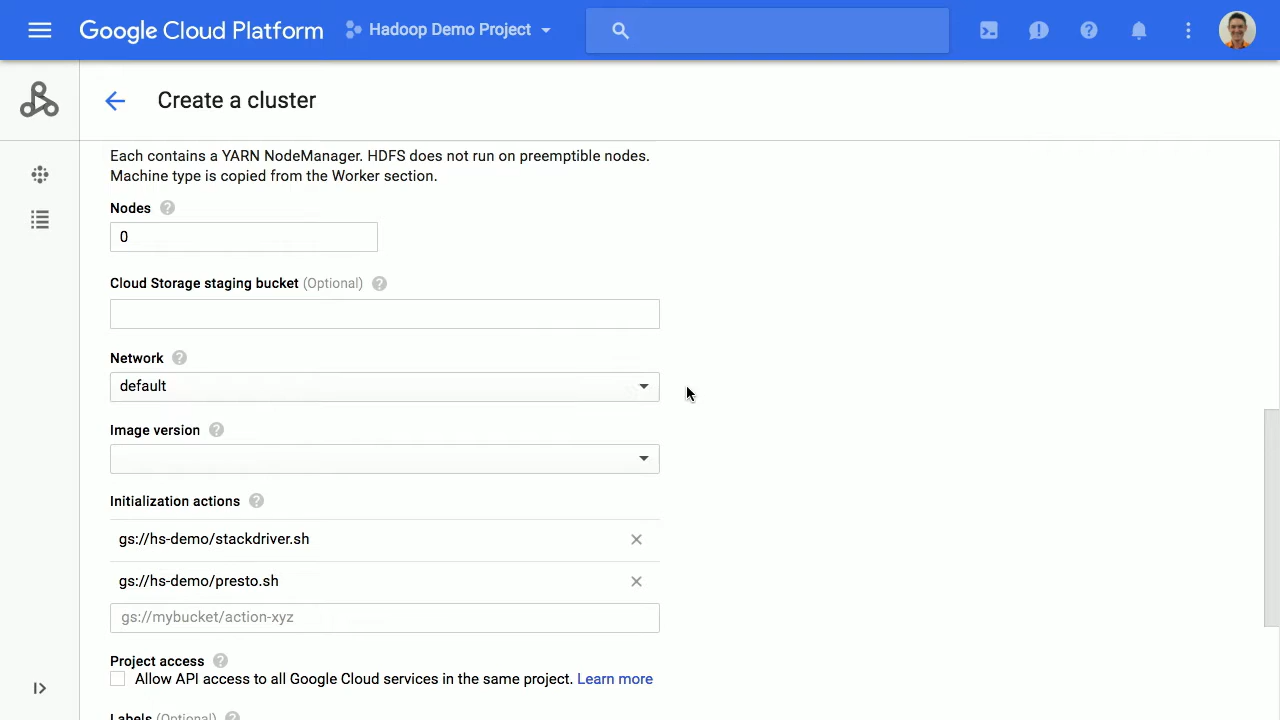 Google Cloud Platform
Hadoop Demo Project
Create a cluster
Each contains a YARN NodeManager. HDFS does not run on preemptible nodes.
Machine type is copied from the Worker section.
Nodes
0
Cloud Storage staging bucket (Optional)
Network
default
Image version
Initialization actions
gs://hs-demo/stackdriver.sh
gs://hs-demo/presto.sh
gs://mybucket/action-xyz
Project access
Allow API access to all Google Cloud services in the same project. Learn more
Labels (Optional)